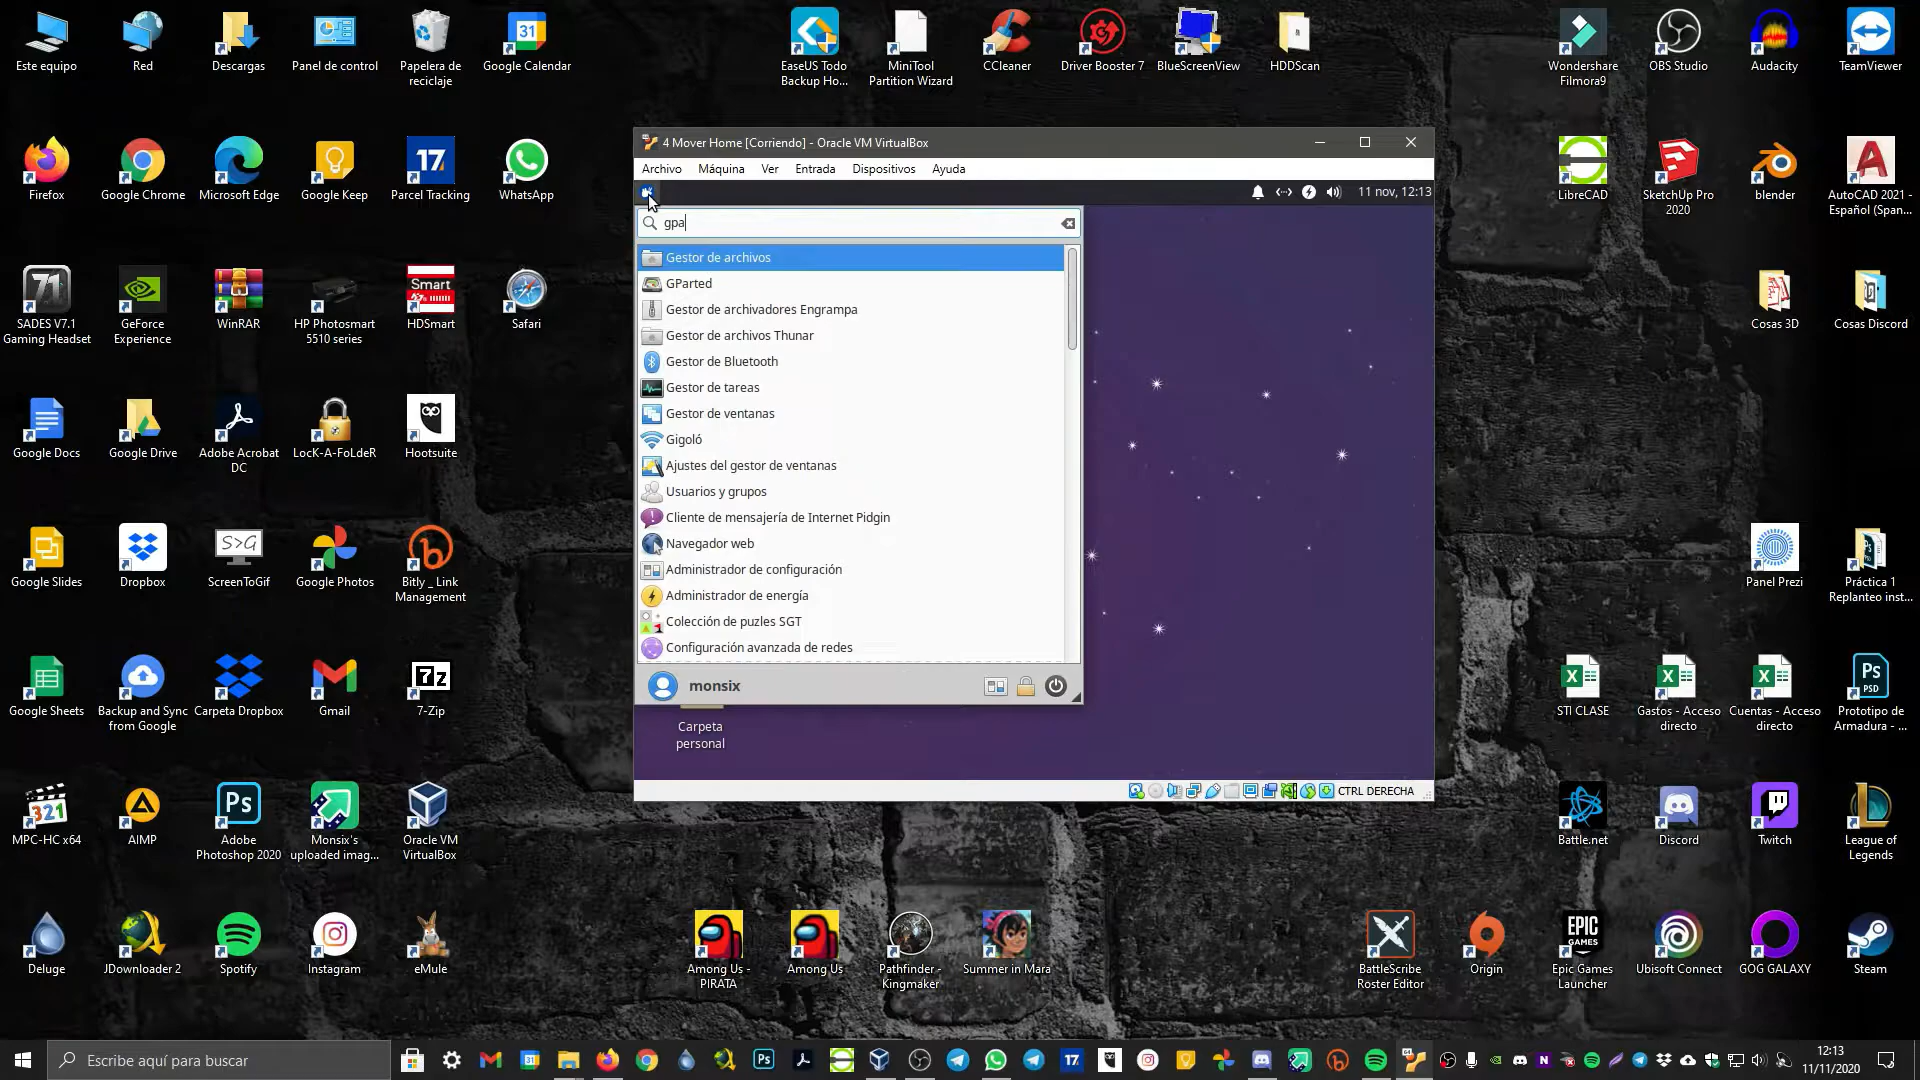 Este equipo
Red
Descargas
Panel de control
Papelera de
reciclaje
31
Google Calendar
EaseUS Todo
Backup Ho...
MiniTool
Partition Wizard
CCleaner
Driver Booster 7
BlueScreenView
HDDScan
Wondershare
Filmora9
OBS Studio
Audacity
TeamViewer
Firefox
Google Chrome
Microsoft Edge
Google Keep
17
Parcel Tracking
WhatsApp
LibreCAD
SketchUp Pro
2020
blender
AutoCAD 2021 -
Español (Span...
71
SADES V7.1
Gaming Headset
GeForce
Experience
WinRAR
HP Photosmart
5510 series
Smart
HDSmart
Safari
Cosas 3D
Cosas Discord
Google Docs
Google Drive
Adobe Acrobat
DC
LocK-A-FoLdeR
Hootsuite
Google Slides
Dropbox
S>G
ScreenToGif
Google Photos
Bitly _ Link
Management
Panel Prezi
Práctica 1
Replanteo inst...
Google Sheets
Backup and Sync
from Google
Carpeta Dropbox
Gmail
7z
7-Zip
STI CLASE
Gastos - Acceso
directo
Cuentas - Acceso
directo
PSD
Prototipo de
Armadura - ...
321
MPC-HC x64
AIMP
Ps
Adobe
Photoshop 2020
Monsix's
uploaded imag...
Oracle VM
VirtualBox
Battle.net
Discord
Twitch
League of
Legends
Deluge
JDownloader 2
Spotify
Instagram
eMule
Among Us -
PIRATA
Among Us
Pathfinder -
Kingmaker
Summer in Mara
BattleScribe
Roster Editor
Origin
EPIC
GAMES
Epic Games
Launcher
Ubisoft Connect
GOG GALAXY
Steam
4 Mover Home [Corriendo] - Oracle VM VirtualBox
Archivo Máquina Ver Entrada Dispositivos Ayuda
11 nov, 12:13
gpa
Gestor de archivos
GParted
Gestor de archivadores Engrampa
Gestor de archivos Thunar
Gestor de Bluetooth
Gestor de tareas
Gestor de ventanas
Gigoló
Ajustes del gestor de ventanas
Usuarios y grupos
Cliente de mensajería de Internet Pidgin
Navegador web
Administrador de configuración
Administrador de energía
Colección de puzles SGT
Configuración avanzada de redes
monsix
Carpeta
personal
CTRL DERECHA
Escribe aquí para buscar
12:13
11/11/2020